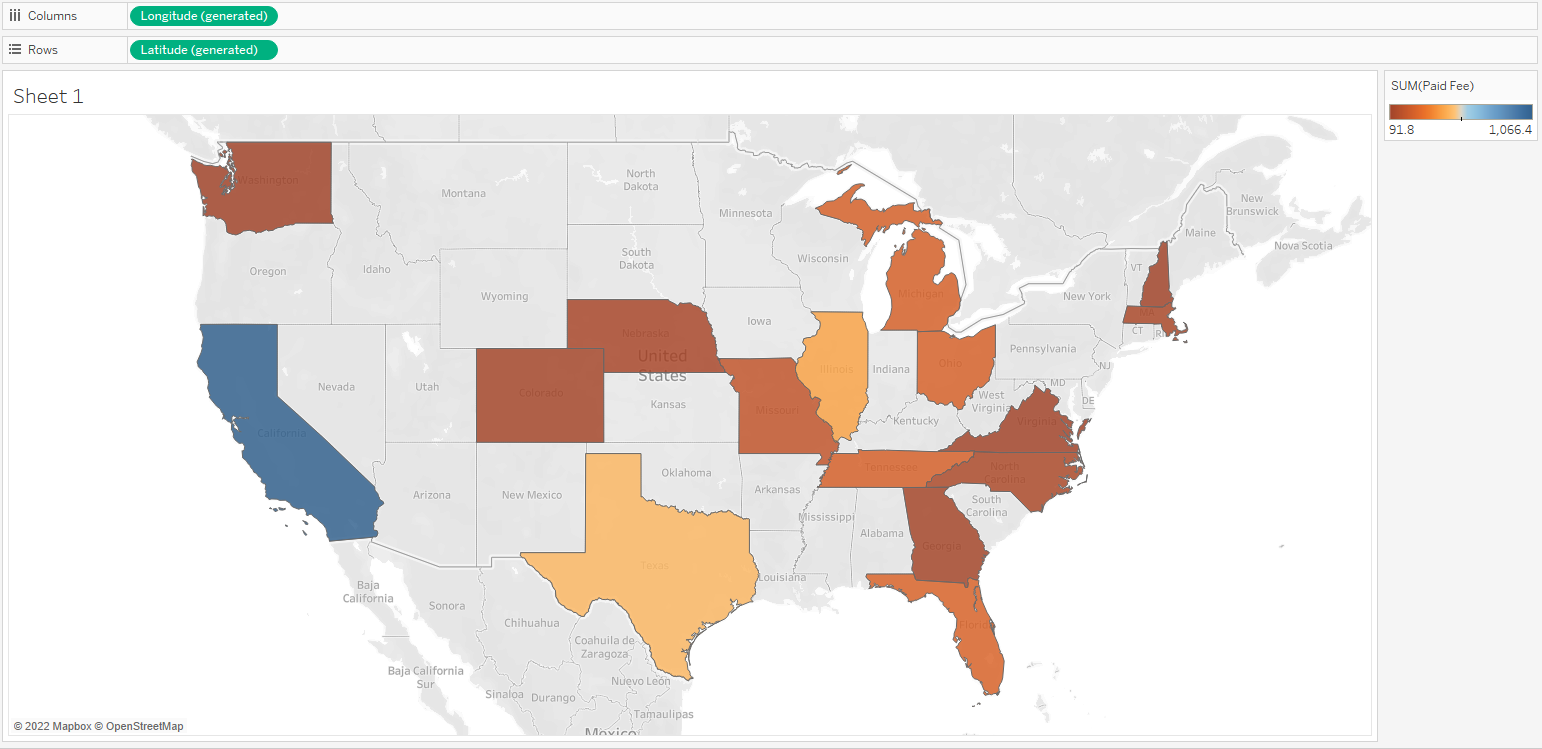 Columns
Longitude (generated)
Rows
Latitude (generated)
Sheet 1
SUM(Paid Fee)
91.8
1,066.4
Washington
Montana
North
Dakota
Minnesota
New
Brunswick
Maine
Nova Scotia
Oregon
Idaho
South
Dakota
Wisconsin
VT
Wyoming
Michigan
New York
MA
Iowa
CT
RI
Nebraska
United
States
Pennsylvania
Ohio
NJ
Nevada
Utah
Colorado
Illinois
Indiana
MD
DE
Kansas
Missouri
West
Virginia
Kentucky
Virginia
California
Tennessee
North
Carolina
Oklahoma
Arizona
New Mexico
Arkansas
South
Carolina
Mississippi
Alabama
Georgia
Texas
Louisiana
Baja
California
Sonora
Chihuahua
Florida
Coahuila de
Zaragoza
Baja California
Sur
Nuevo León
Sinaloa
Durango
Tamaulipas
Mexico
© 2022 Mapbox © OpenStreetMap